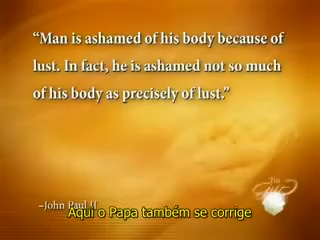 “Man is ashamed of his body because of
lust. In fact, he is ashamed not so much
of his body as precisely of lust.”
–John Paul II
Aqui o Papa também se corrige